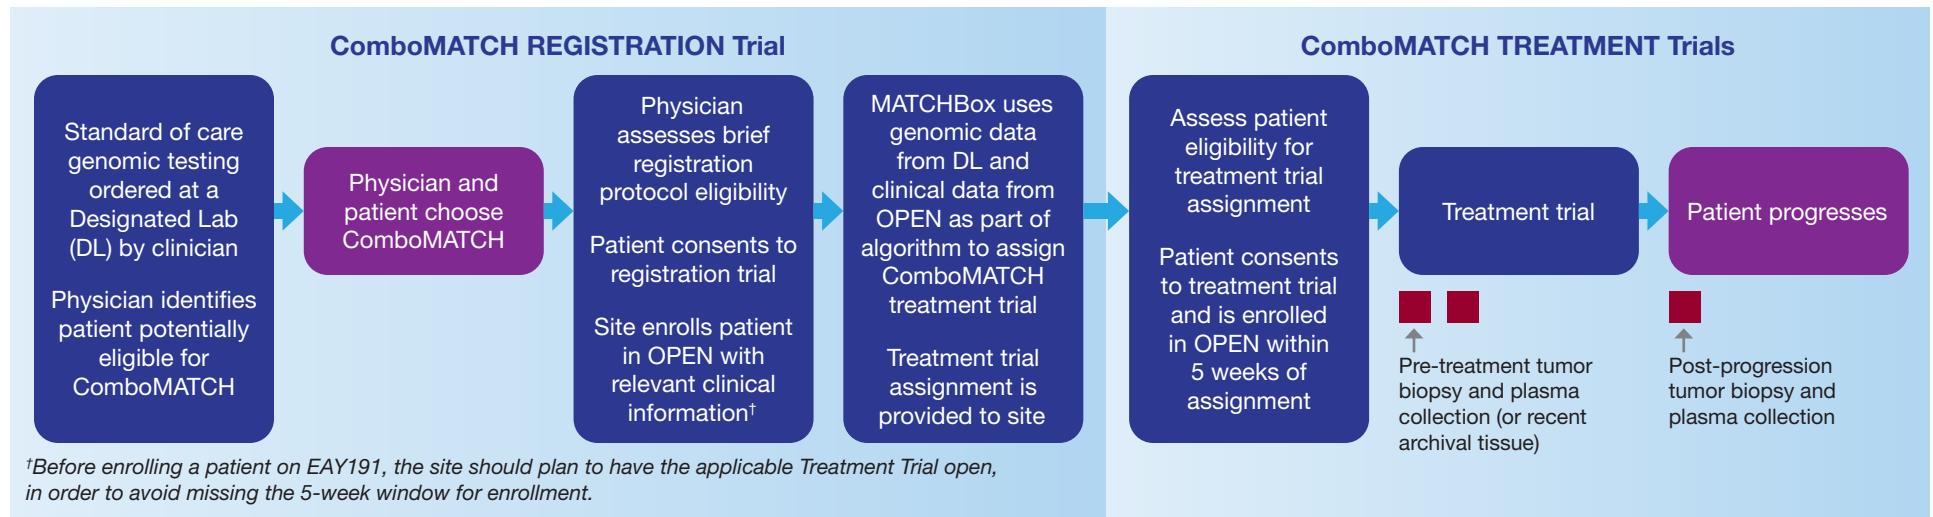 ComboMATCH REGISTRATION Trial
Standard of care
genomic testing
ordered at a
Designated Lab
(DL) by clinician
Physician identifies
patient potentially
eligible for
ComboMATCH
Physician and
patient choose
ComboMATCH
Physician
assesses brief
registration
protocol eligibility
Patient consents to
registration trial
Site enrolls patient
in OPEN with
relevant clinical
information†
MATCHBox uses
genomic data
from DL and
clinical data from
OPEN as part of
algorithm to assign
ComboMATCH
treatment trial
Treatment trial
assignment is
provided to site
†Before enrolling a patient on EAY191, the site should plan to have the applicable Treatment Trial open,
in order to avoid missing the 5-week window for enrollment.
ComboMATCH TREATMENT Trials
Assess patient
eligibility for
treatment trial
assignment
Patient consents
to treatment trial
and is enrolled
in OPEN within
5 weeks of
assignment
Treatment trial
Pre-treatment tumor
biopsy and plasma
collection (or recent
archival tissue)
Patient progresses
Post-progression
tumor biopsy and
plasma collection